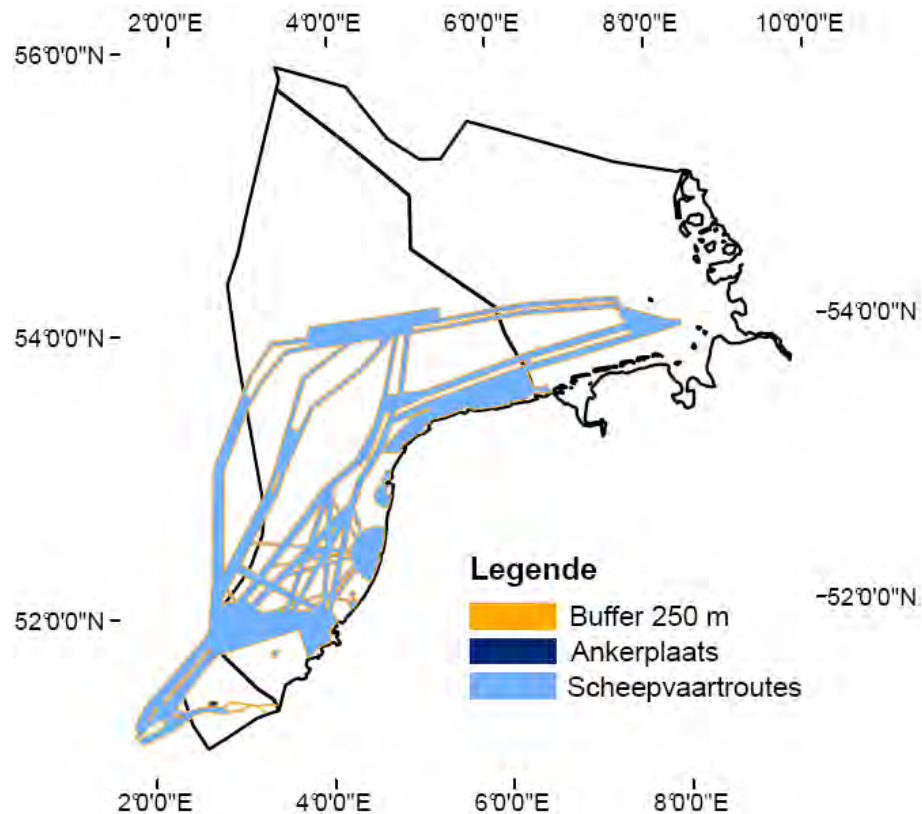 2°0'0"E 4°0'0"E 6°0'0"E 8°0'0"E 10°0'0"E
56°0'0"N
54°0'0"N
54°0'0"N
52°0'0"N
52°0'0"N
Legende
Buffer 250 m
Ankerplaats
Scheepvaartroutes
2°0'0"E 4°0'0"E 6°0'0"E 8°0'0"E